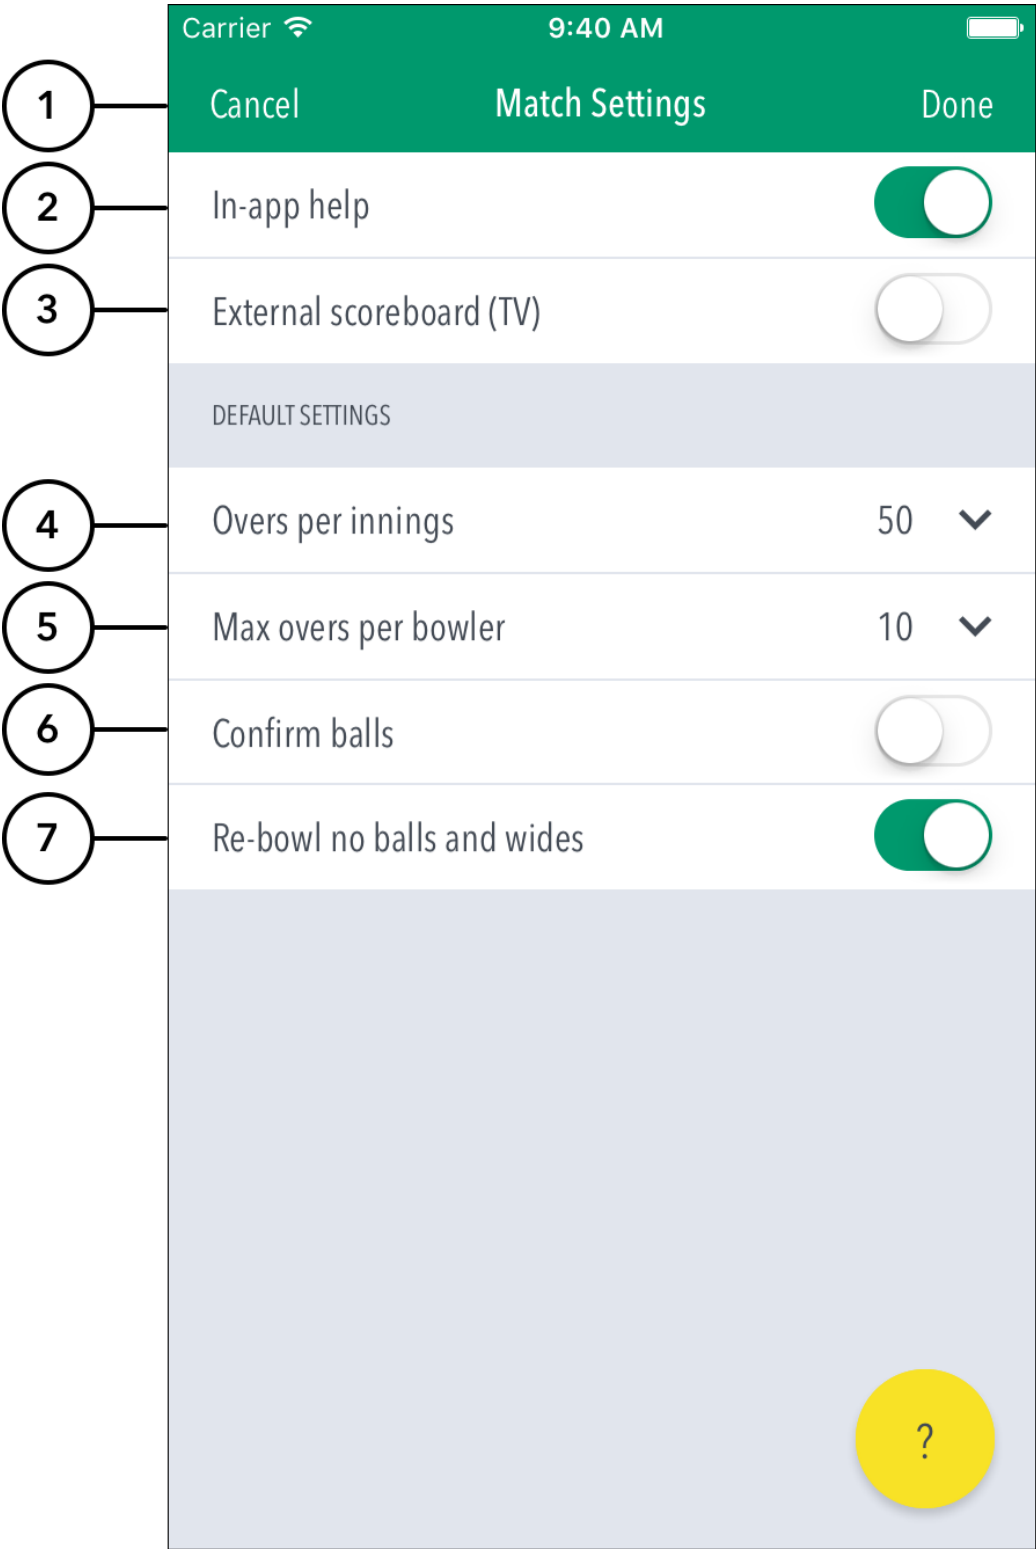 Carrier 9:40 AM
1 Cancel Match Settings Done
2 In-app help
3 External scoreboard (TV)
DEFAULT SETTINGS
4 Overs per innings 50
5 Max overs per bowler 10
6 Confirm balls
7 Re-bowl no balls and wides
?